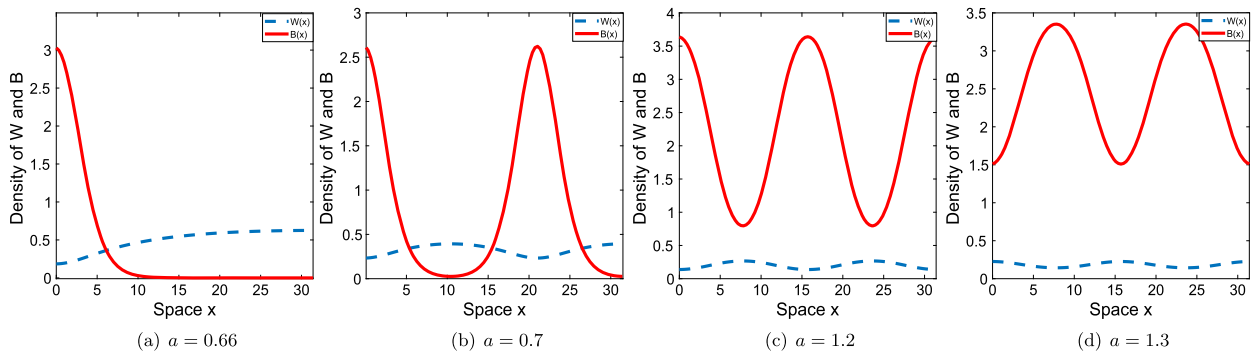 W(x)
B(x)
Density of W and B
3
2.5
2
1.5
1
0.5
0
0 5 10 15 20 25 30
Space x
(a) a = 0.66
W(x)
B(x)
Density of W and B
3
2.5
2
1.5
1
0.5
0
5 10 15 20 25 30
Space x
(b) a = 0.7
W(x)
B(x)
Density of W and B
4
3.5
3
2.5
2
1.5
1
0.5
0
0 5 10 15 20 25 30
Space x
(c) a = 1.2
W(x)
B(x)
Density of W and B
3.5
3
2.5
2
1.5
1
0.5
0
0 5 10 15 20 25 30
Space x
(d) a = 1.3